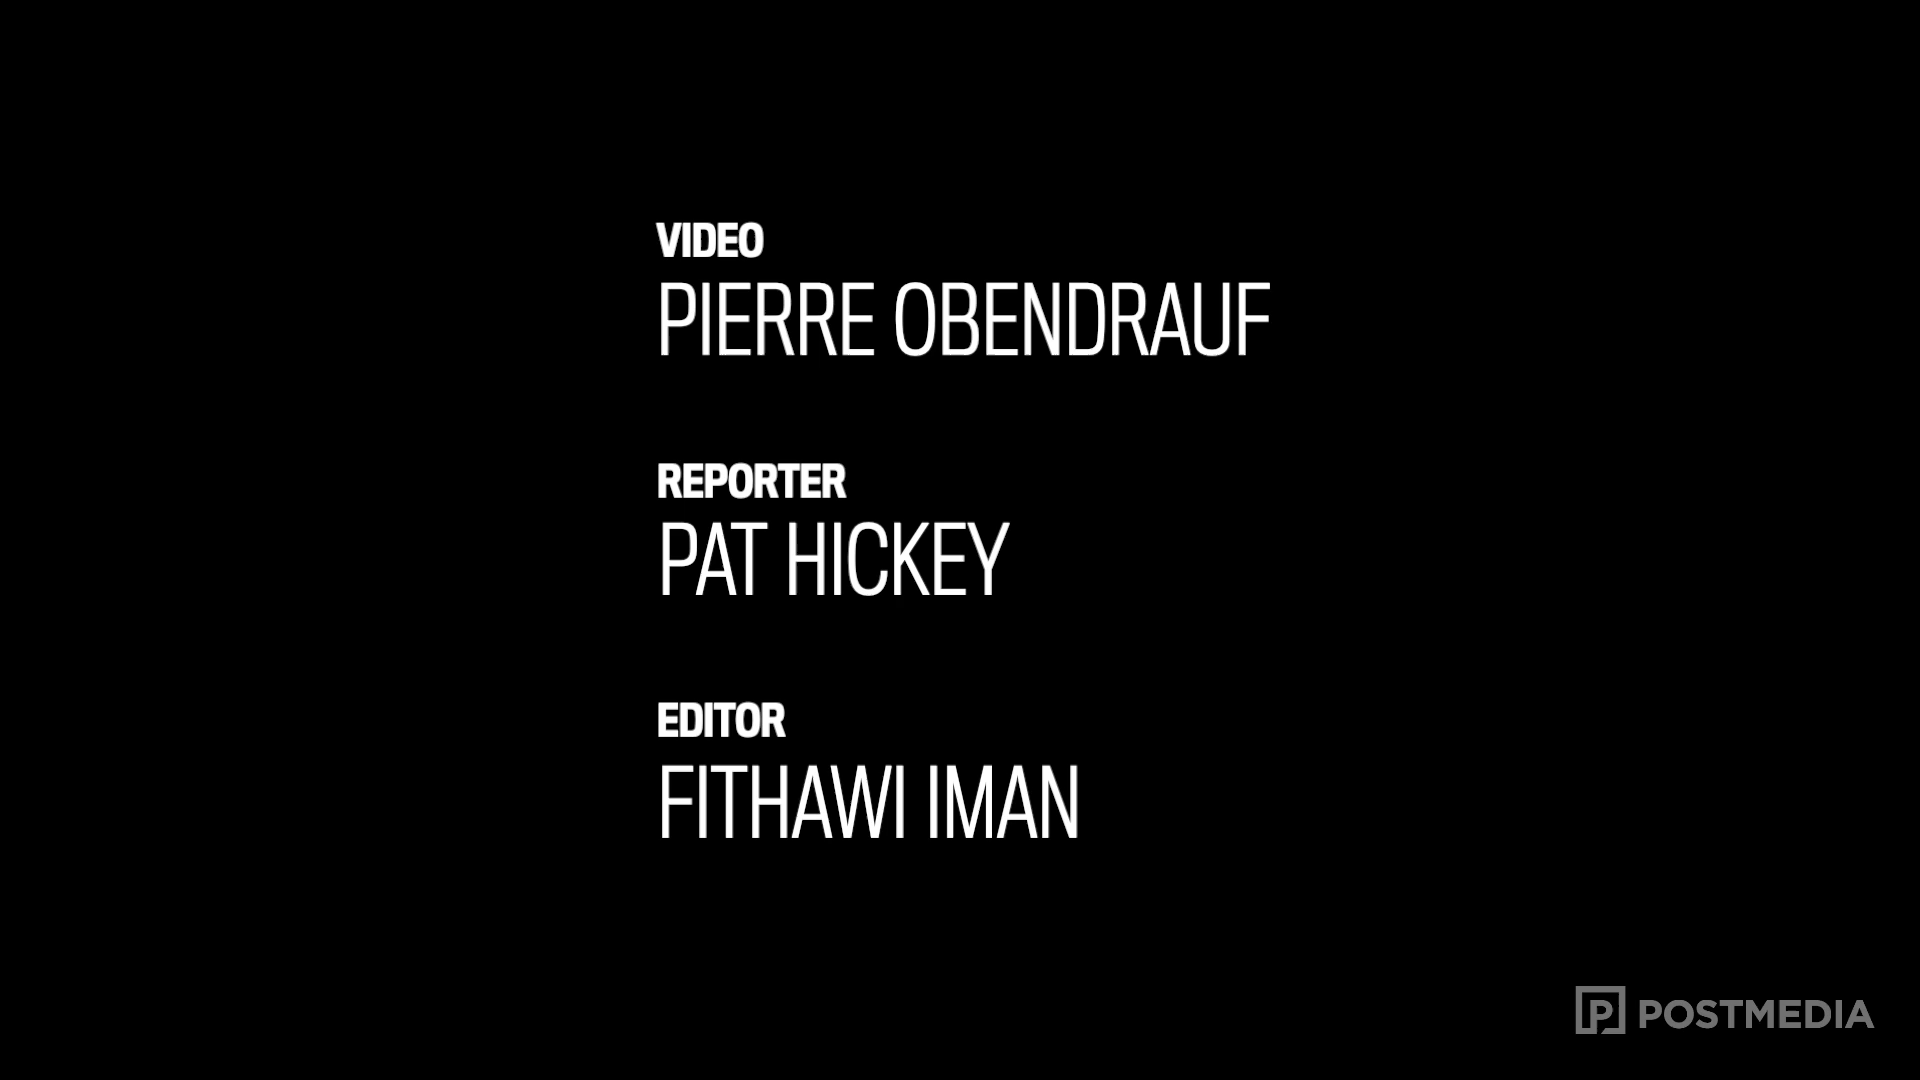 VIDEO
PIERRE OBENDRAUF
REPORTER
PAT HICKEY
EDITOR
FITHAWI IMAN
POSTMEDIA